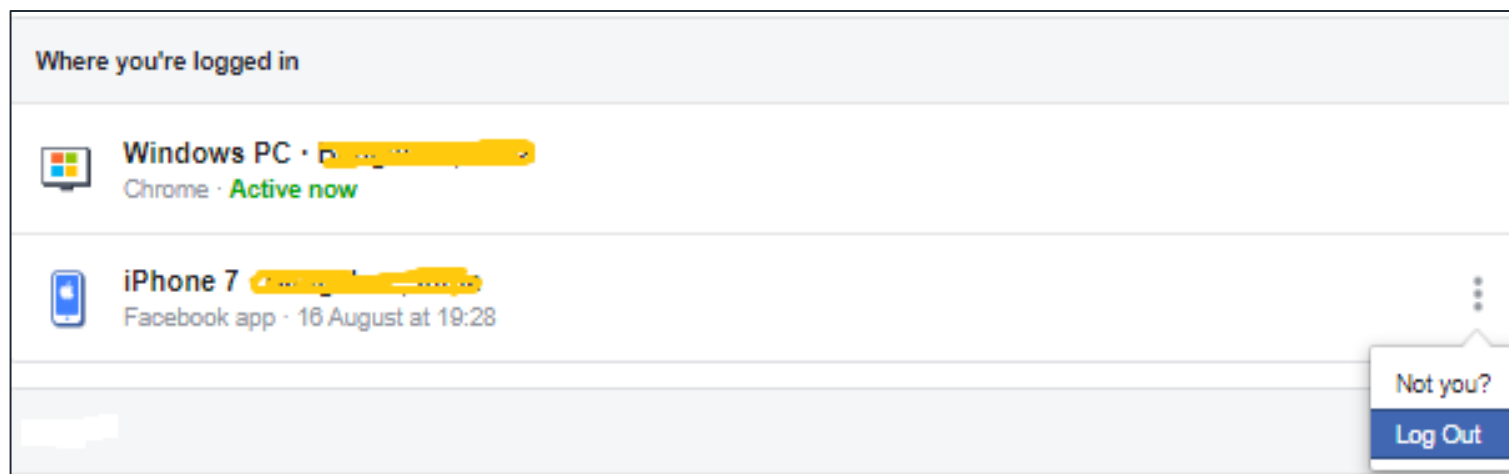 Where you're logged in
Windows PC ·
Chrome · Active now
iPhone 7
Facebook app · 16 August at 19:28
Not you?
Log Out